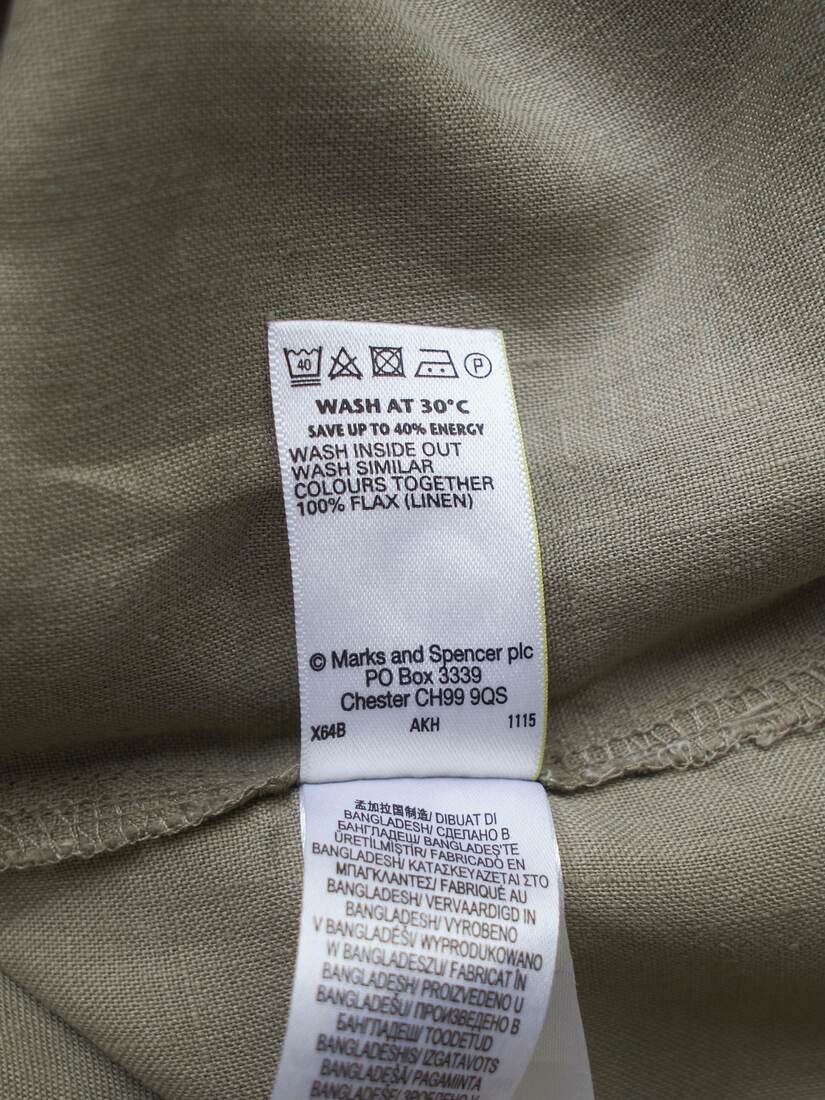 40 P
WASH AT 30°C
SAVE UP TO 40% ENERGY
WASH INSIDE OUT
WASH SIMILAR
COLOURS TOGETHER
100% FLAX (LINEN)
© Marks and Spencer plc
PO Box 3339
Chester CH99 9QS
X64B AKH 1115
孟加拉国制造/ DIBUAT DI
BANGLADESH/ СДЕЛАНО В
БАНГЛАДЕШ/ BANGLADEŞ'TE
ÜRETİLMİŞTİR/ FABRICADO EN
BANGLADESH/ ΚΑΤΑΣΚΕΥΑΖΕΤΑΙ ΣΤΟ
ΜΠΑΓΚΛΑΝΤΕΣ/ FABRIQUÉ AU
BANGLADESH/ VERVAARDIGD IN
BANGLADESH/ VYROBENO
V BANGLADÉŠI/ WYPRODUKOWANO
W BANGLADESZU/ FABRICAT ÎN
BANGLADESH/ PROIZVEDENO U
BANGLADEŠU/ ПРОИЗВЕДЕНО В
БАНГЛАДЕШ/ TOODETUD
BANGLADESHIS/ IZGATAVOTS
BANGLADEŠĀ/ PAGAMINTA